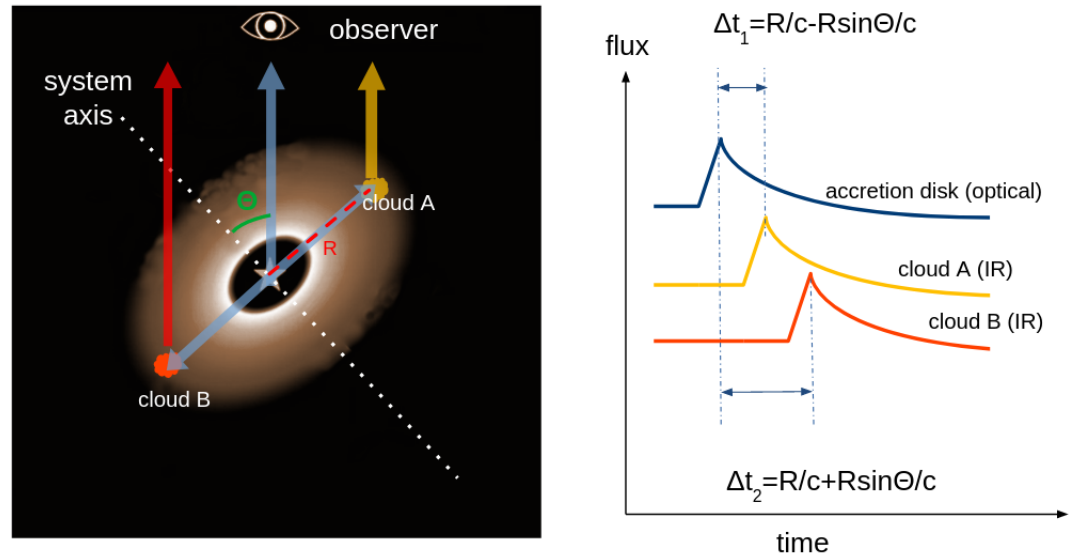 observer
system
axis
Θ
cloud A
R
cloud B
Δt₁=R/c-RsinΘ/c
flux
accretion disk (optical)
cloud A (IR)
cloud B (IR)
Δt₂=R/c+RsinΘ/c
time